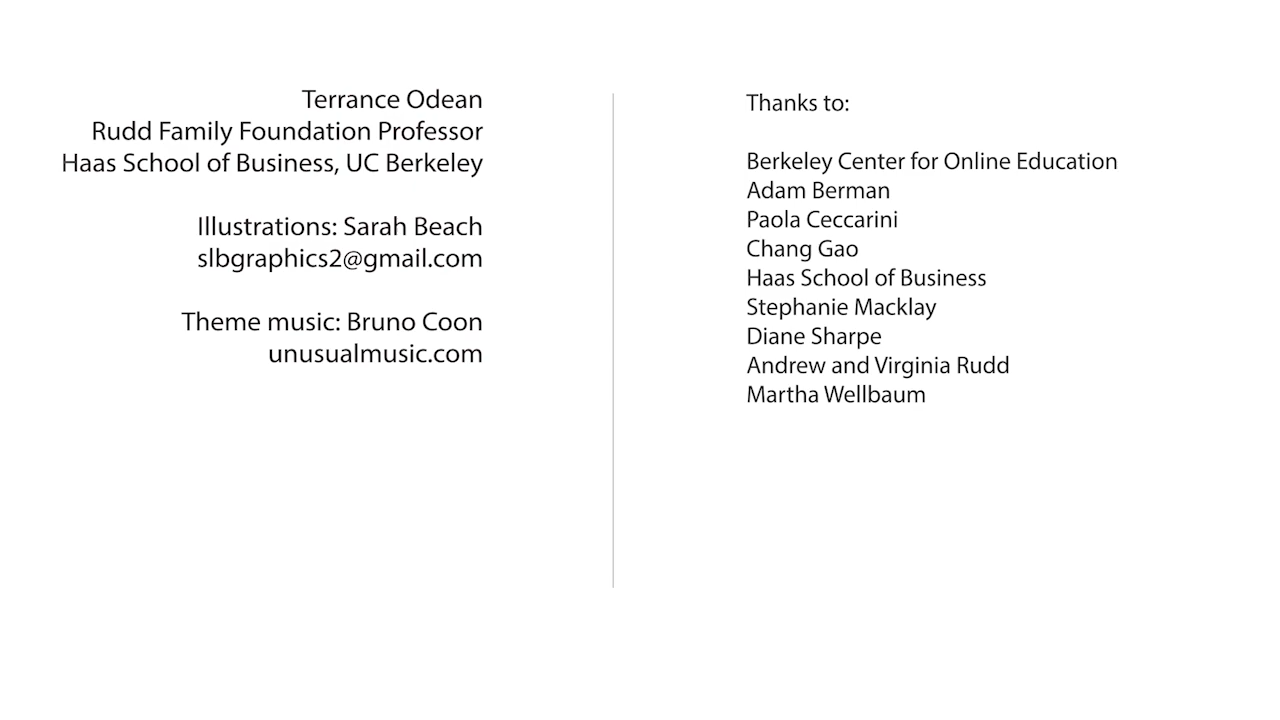 Terrance Odean
Rudd Family Foundation Professor
Haas School of Business, UC Berkeley
Illustrations: Sarah Beach
slbgraphics2@gmail.com
Theme music: Bruno Coon
unusualmusic.com
Thanks to:
Berkeley Center for Online Education
Adam Berman
Paola Ceccarini
Chang Gao
Haas School of Business
Stephanie Macklay
Diane Sharpe
Andrew and Virginia Rudd
Martha Wellbaum